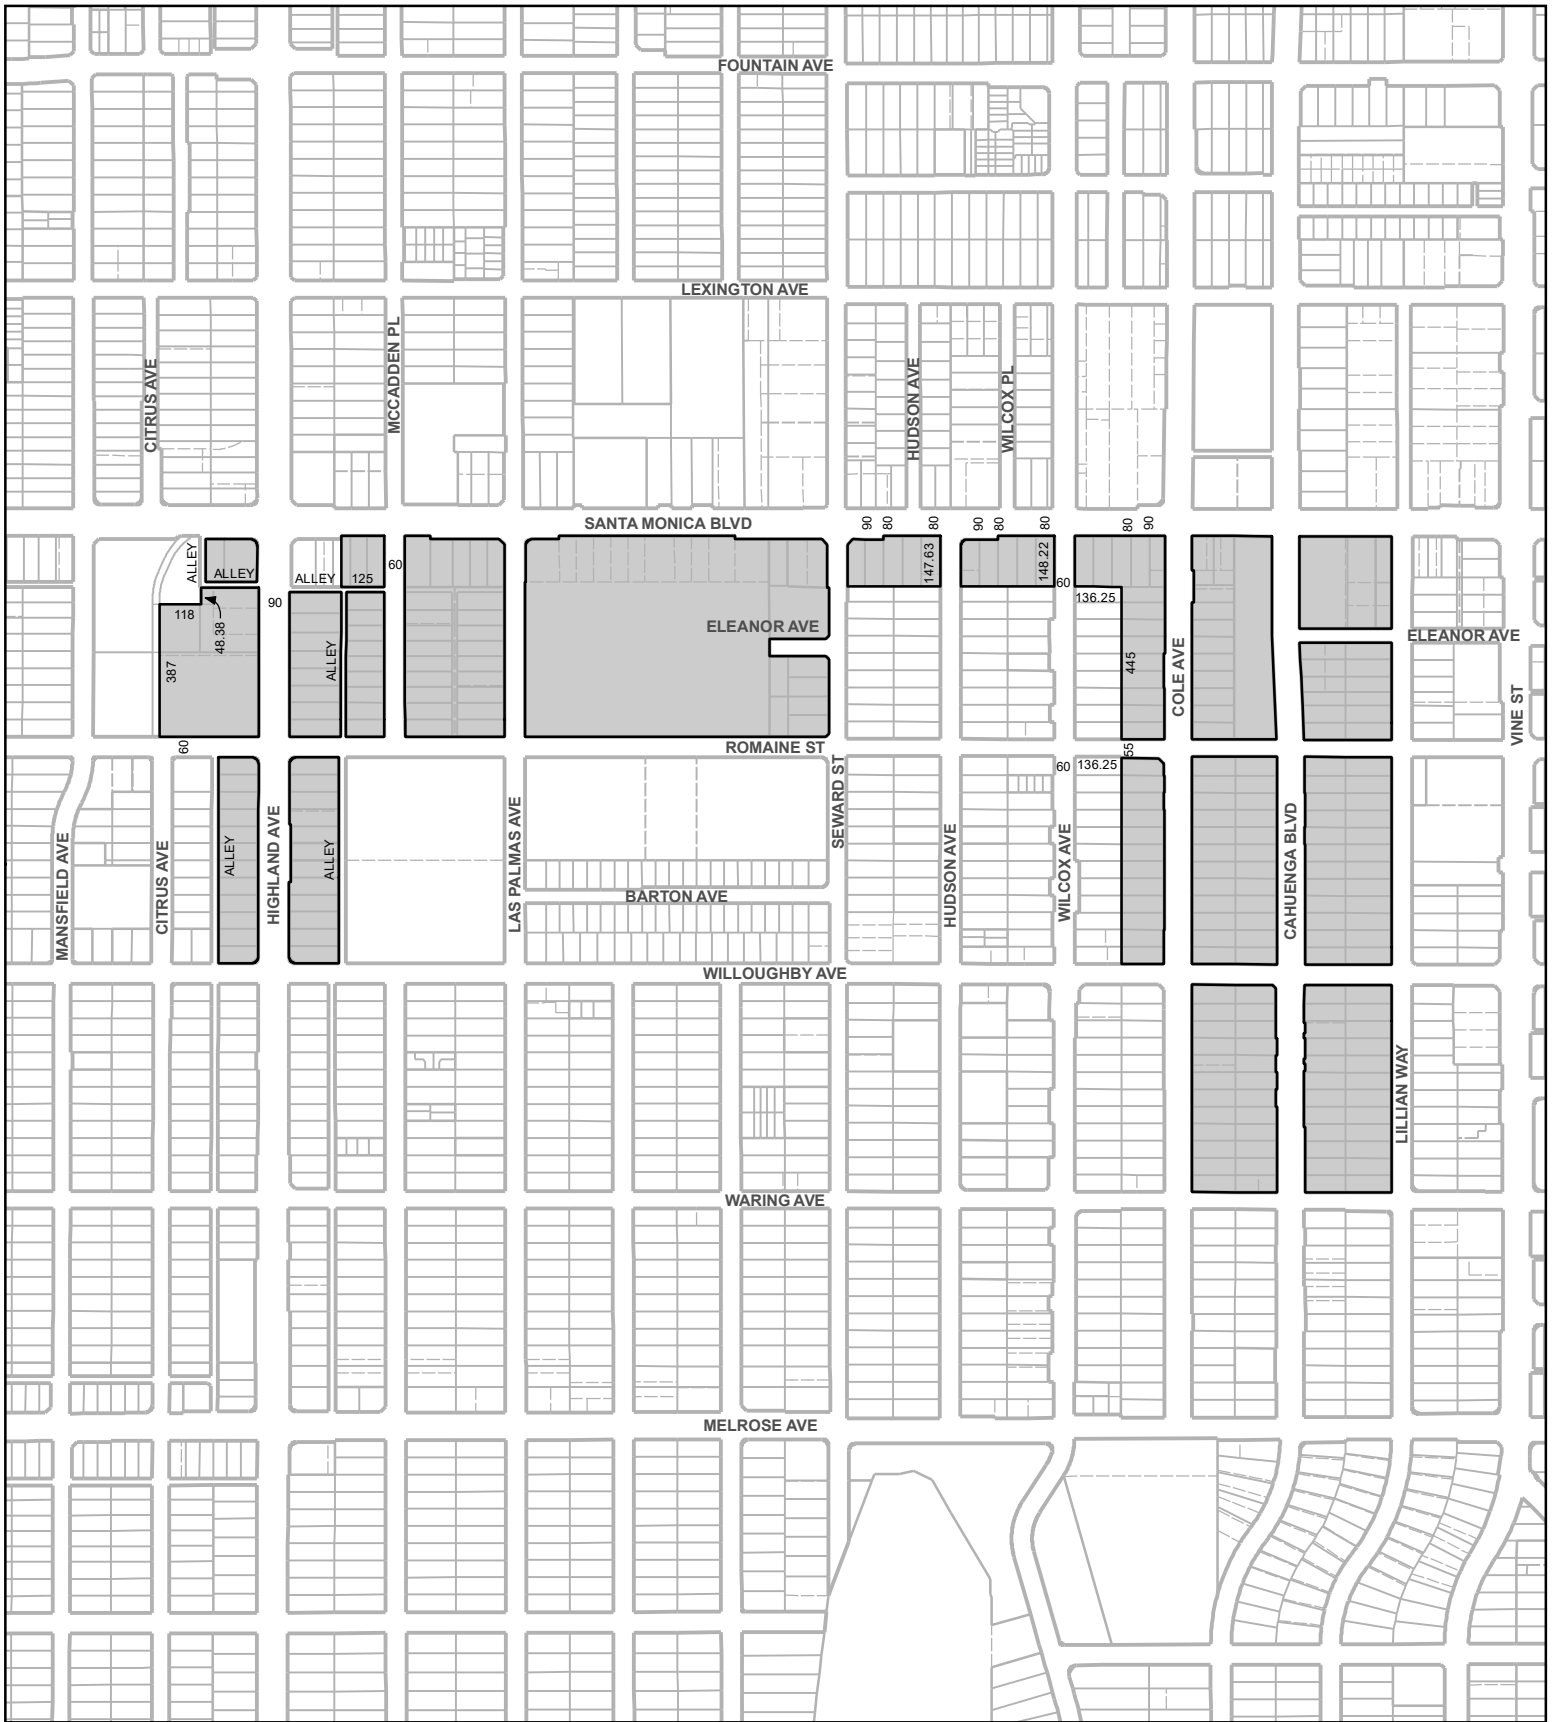 FOUNTAIN AVE
LEXINGTON AVE
CITRUS AVE
MCCADDEN PL
HUDSON AVE
WILCOX PL
SANTA MONICA BLVD
90
80
80
90
80
80
80
90
ALLEY
ALLEY
ALLEY
125
60
147.63
148.22
60
136.25
118
48.38
90
387
ALLEY
ELEANOR AVE
445
COLE AVE
ELEANOR AVE
VINE ST
60
ROMAINE ST
55
60
136.25
MANSFIELD AVE
CITRUS AVE
ALLEY
HIGHLAND AVE
ALLEY
LAS PALMAS AVE
SEWARD ST
HUDSON AVE
WILCOX AVE
CAHUENGA BLVD
BARTON AVE
WILLOUGHBY AVE
LILLIAN WAY
WARING AVE
MELROSE AVE